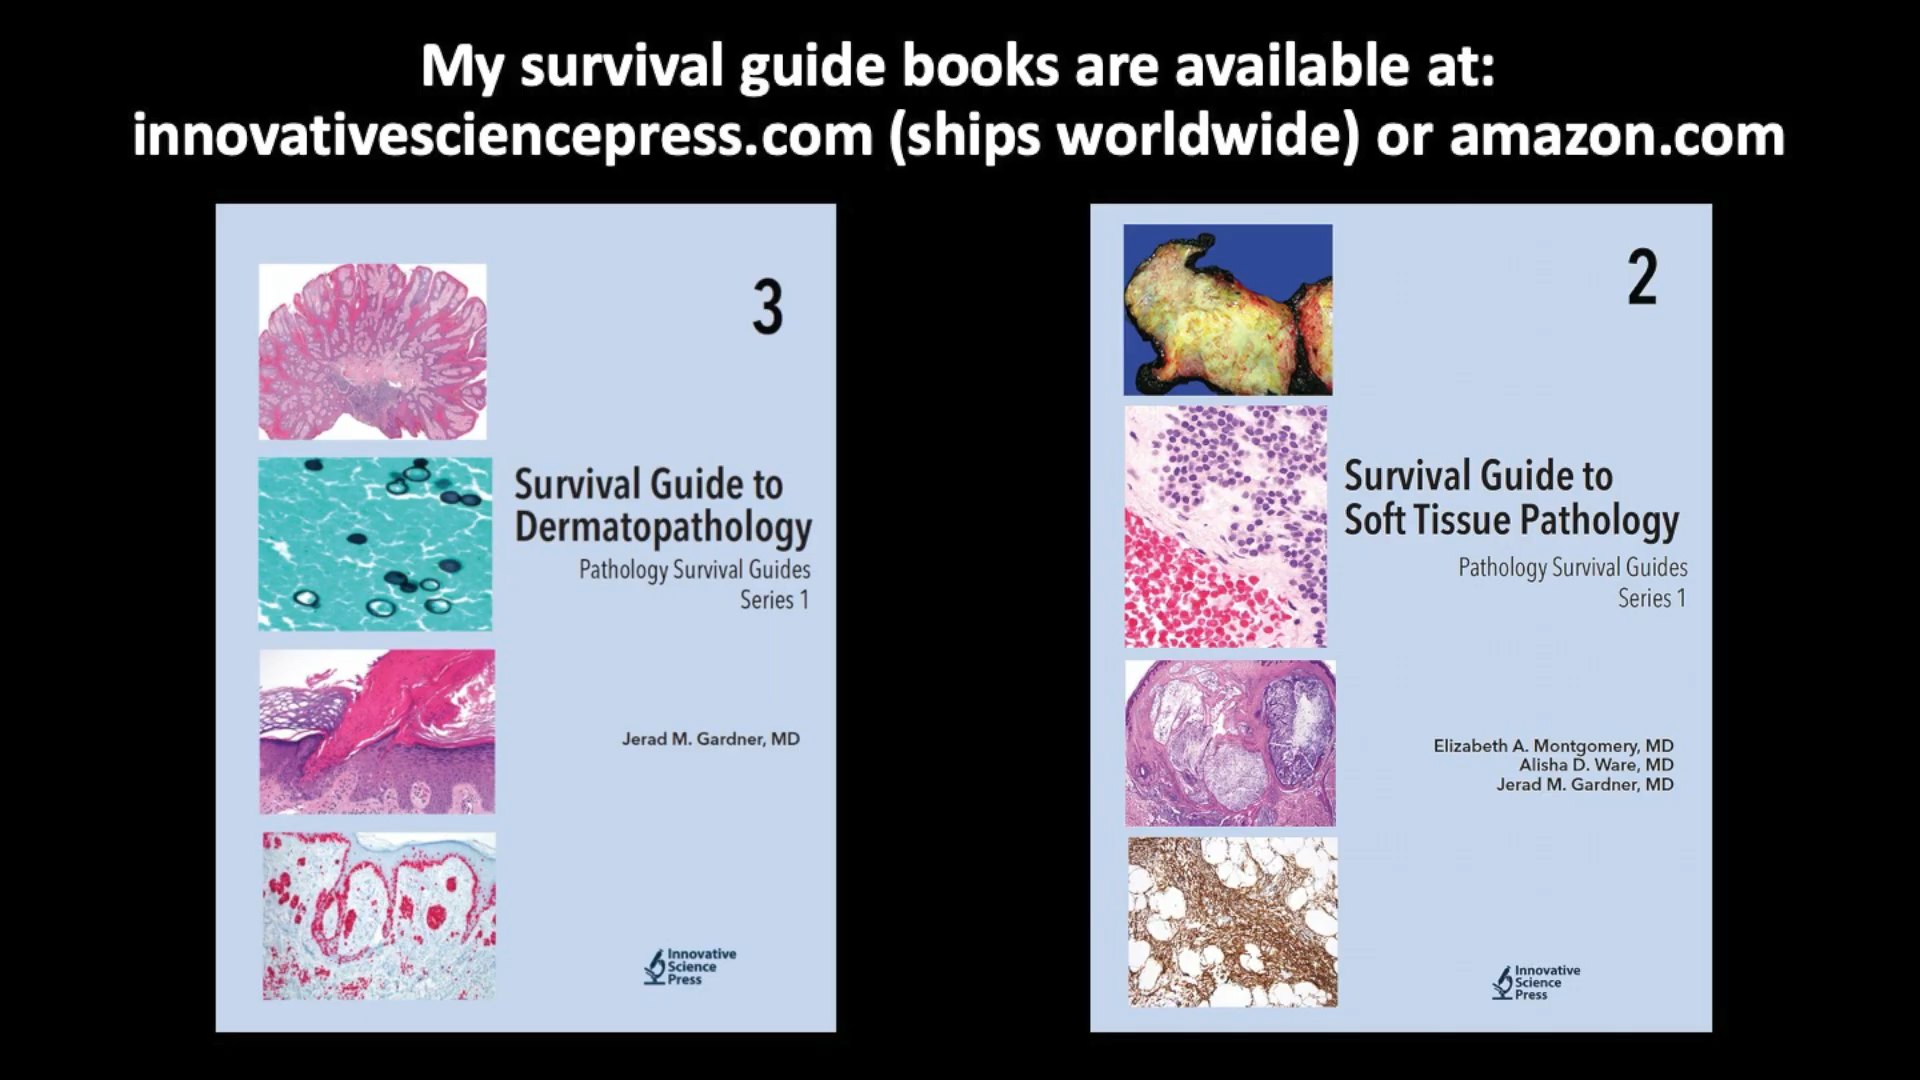 My survival guide books are available at:
innovativesciencepress.com (ships worldwide) or amazon.com
3
Survival Guide to
Dermatopathology
Pathology Survival Guides
Series 1
Jerad M. Gardner, MD
Innovative
Science
Press
2
Survival Guide to
Soft Tissue Pathology
Pathology Survival Guides
Series 1
Elizabeth A. Montgomery, MD
Alisha D. Ware, MD
Jerad M. Gardner, MD
Innovative
Science
Press